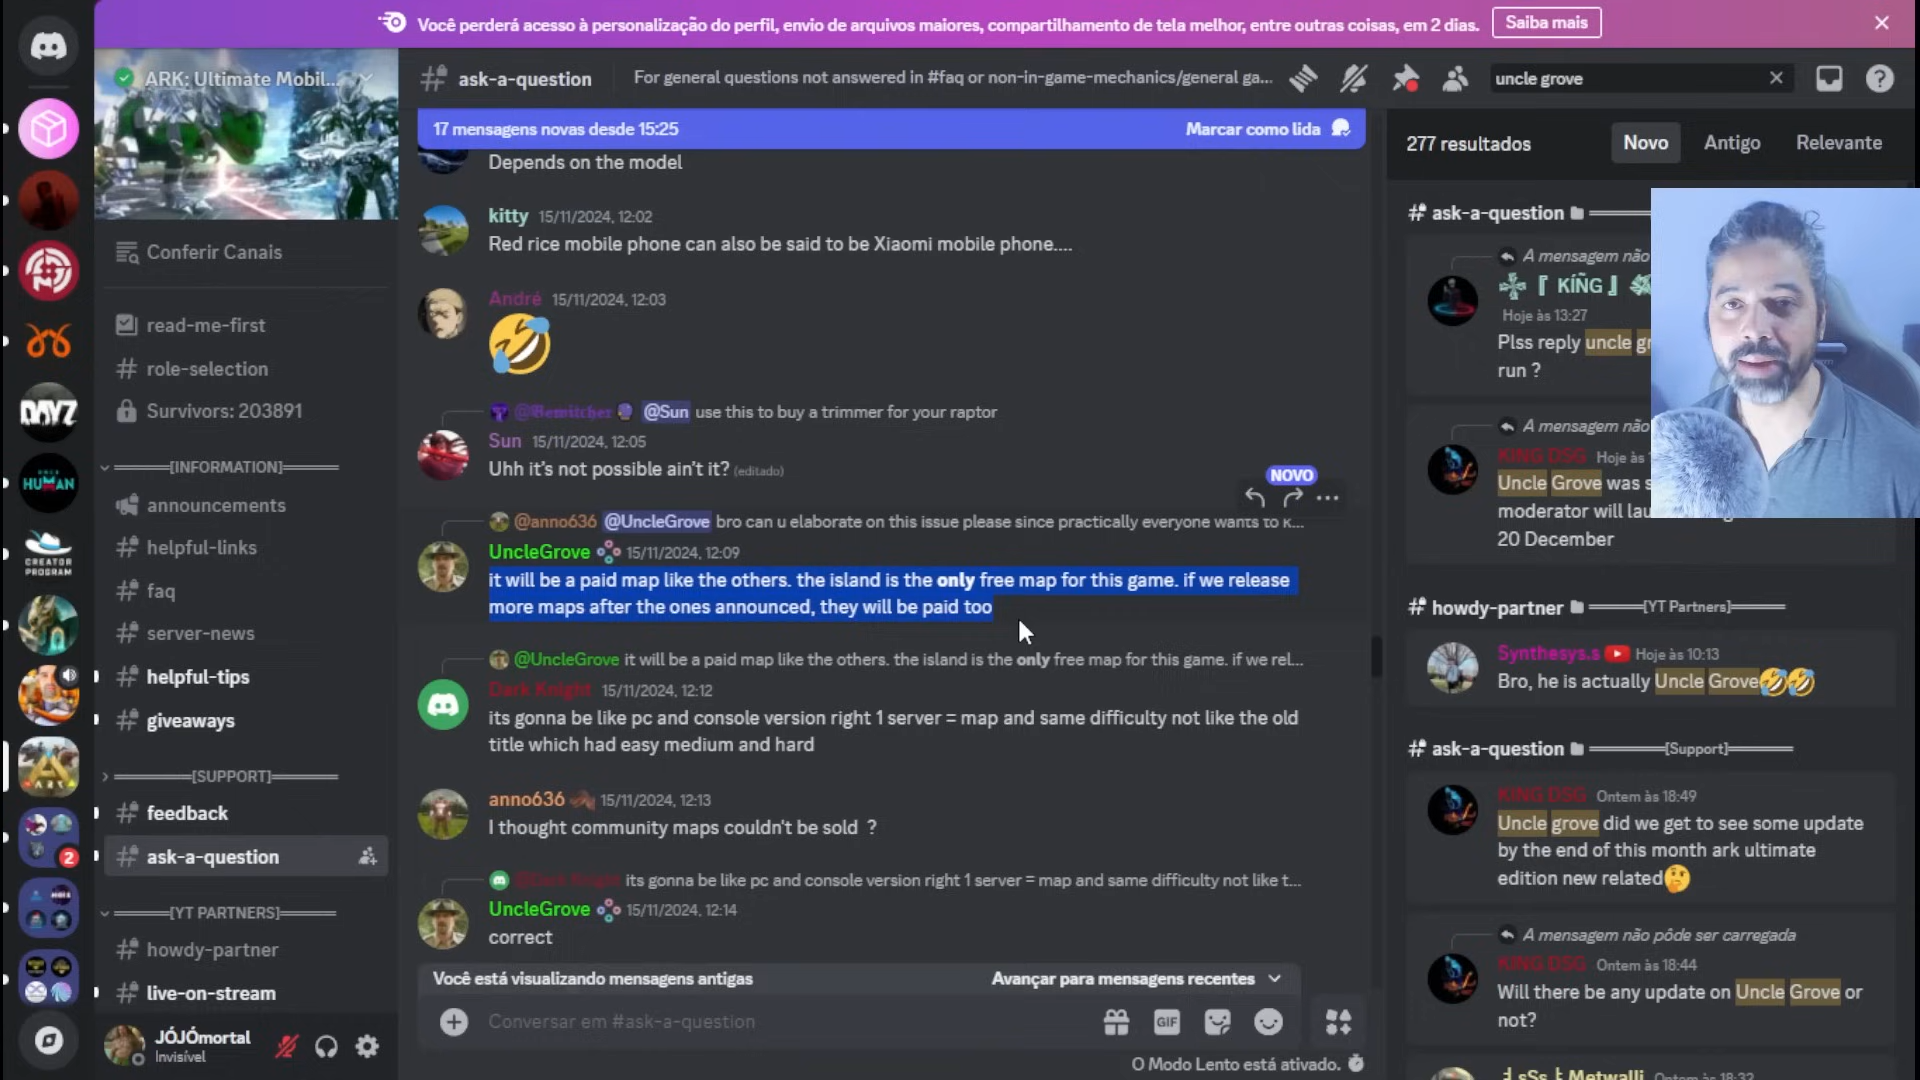 Você perderá acesso à personalização do perfil, envio de arquivos maiores, compartilhamento de tela melhor, entre outras coisas, em 2 dias.
Saiba mais
ARK: Ultimate Mobil...
ask-a-question
For general questions not answered in #faq or non-in-game-mechanics/general ga...
uncle grove
17 mensagens novas desde 15:25
Marcar como lida
277 resultados
Novo
Antigo
Relevante
Conferir Canais
read-me-first
role-selection
Survivors: 203891
[INFORMATION]
announcements
helpful-links
faq
server-news
helpful-tips
giveaways
[SUPPORT]
feedback
ask-a-question
[YT PARTNERS]
howdy-partner
live-on-stream
DAYZ
ONCE
HUMAN
CREATOR
PROGRAM
ARK
2
JÓJÓmortal
Invisível
Depends on the model
kitty 15/11/2024, 12:02
Red rice mobile phone can also be said to be Xiaomi mobile phone....
André 15/11/2024, 12:03
@Bewitcher @Sun use this to buy a trimmer for your raptor
Sun 15/11/2024, 12:05
Uhh it's not possible ain't it? (editado)
NOVO
@anno636 @UncleGrove bro can u elaborate on this issue please since practically everyone wants to k...
UncleGrove 15/11/2024, 12:09
it will be a paid map like the others. the island is the only free map for this game. if we release
more maps after the ones announced, they will be paid too
@UncleGrove it will be a paid map like the others. the island is the only free map for this game. if we rel...
Dark Knight 15/11/2024, 12:12
its gonna be like pc and console version right 1 server = map and same difficulty not like the old
title which had easy medium and hard
anno636 15/11/2024, 12:13
I thought community maps couldn't be sold ?
@Dark Knight its gonna be like pc and console version right 1 server = map and same difficulty not like t...
UncleGrove 15/11/2024, 12:14
correct
Você está visualizando mensagens antigas
Avançar para mensagens recentes
Conversar em #ask-a-question
GIF
O Modo Lento está ativado.
ask-a-question
A mensagem não
『 KÍÑG 』
Hoje às 13:27
Plss reply uncle gr
run ?
A mensagem não
KING DSG Hoje às
Uncle Grove was s
moderator will lau
20 December
howdy-partner [YT Partners]
Synthesys.s Hoje às 10:13
Bro, he is actually Uncle Grove
ask-a-question [Support]
KING DSG Ontem às 18:49
Uncle grove did we get to see some update
by the end of this month ark ultimate
edition new related
A mensagem não pôde ser carregada
KING DSG Ontem às 18:44
Will there be any update on Uncle Grove or
not?
sSs Metwalli Ontem às 18:32